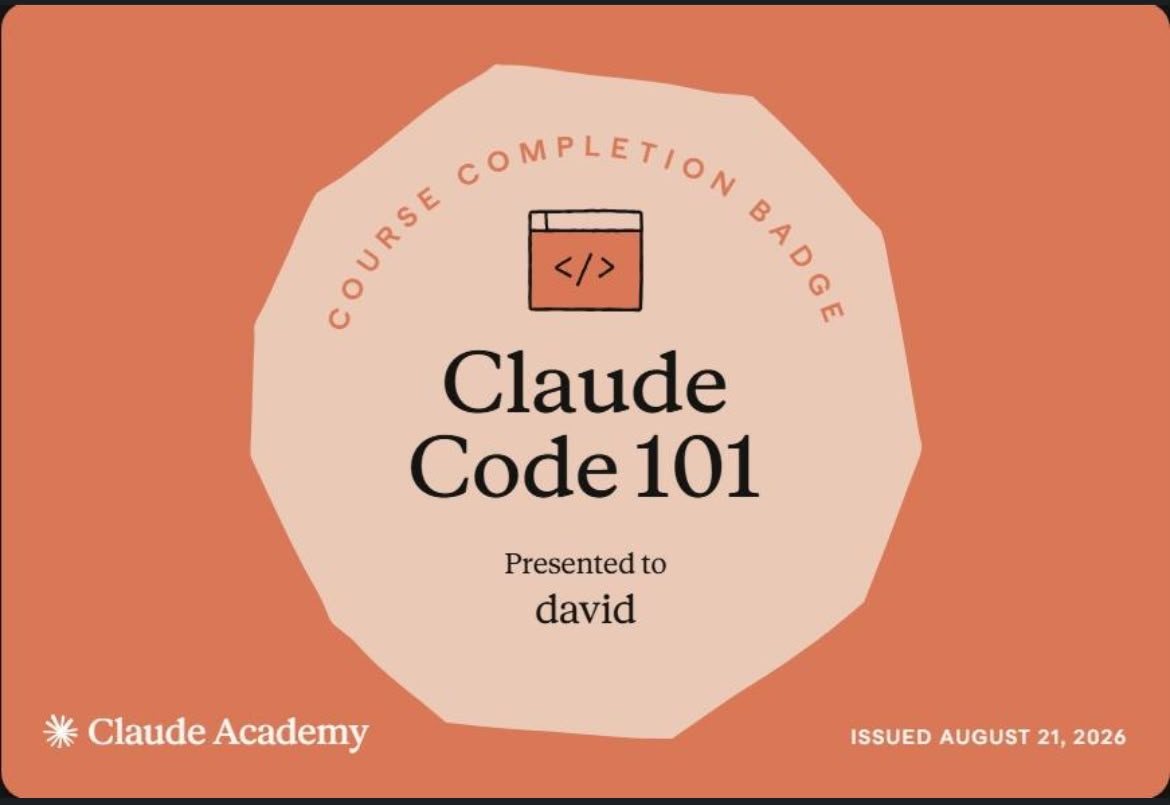 COURSE COMPLETION BADGE
</>
Claude
Code 101
Presented to
david
Claude Academy
ISSUED AUGUST 21, 2026